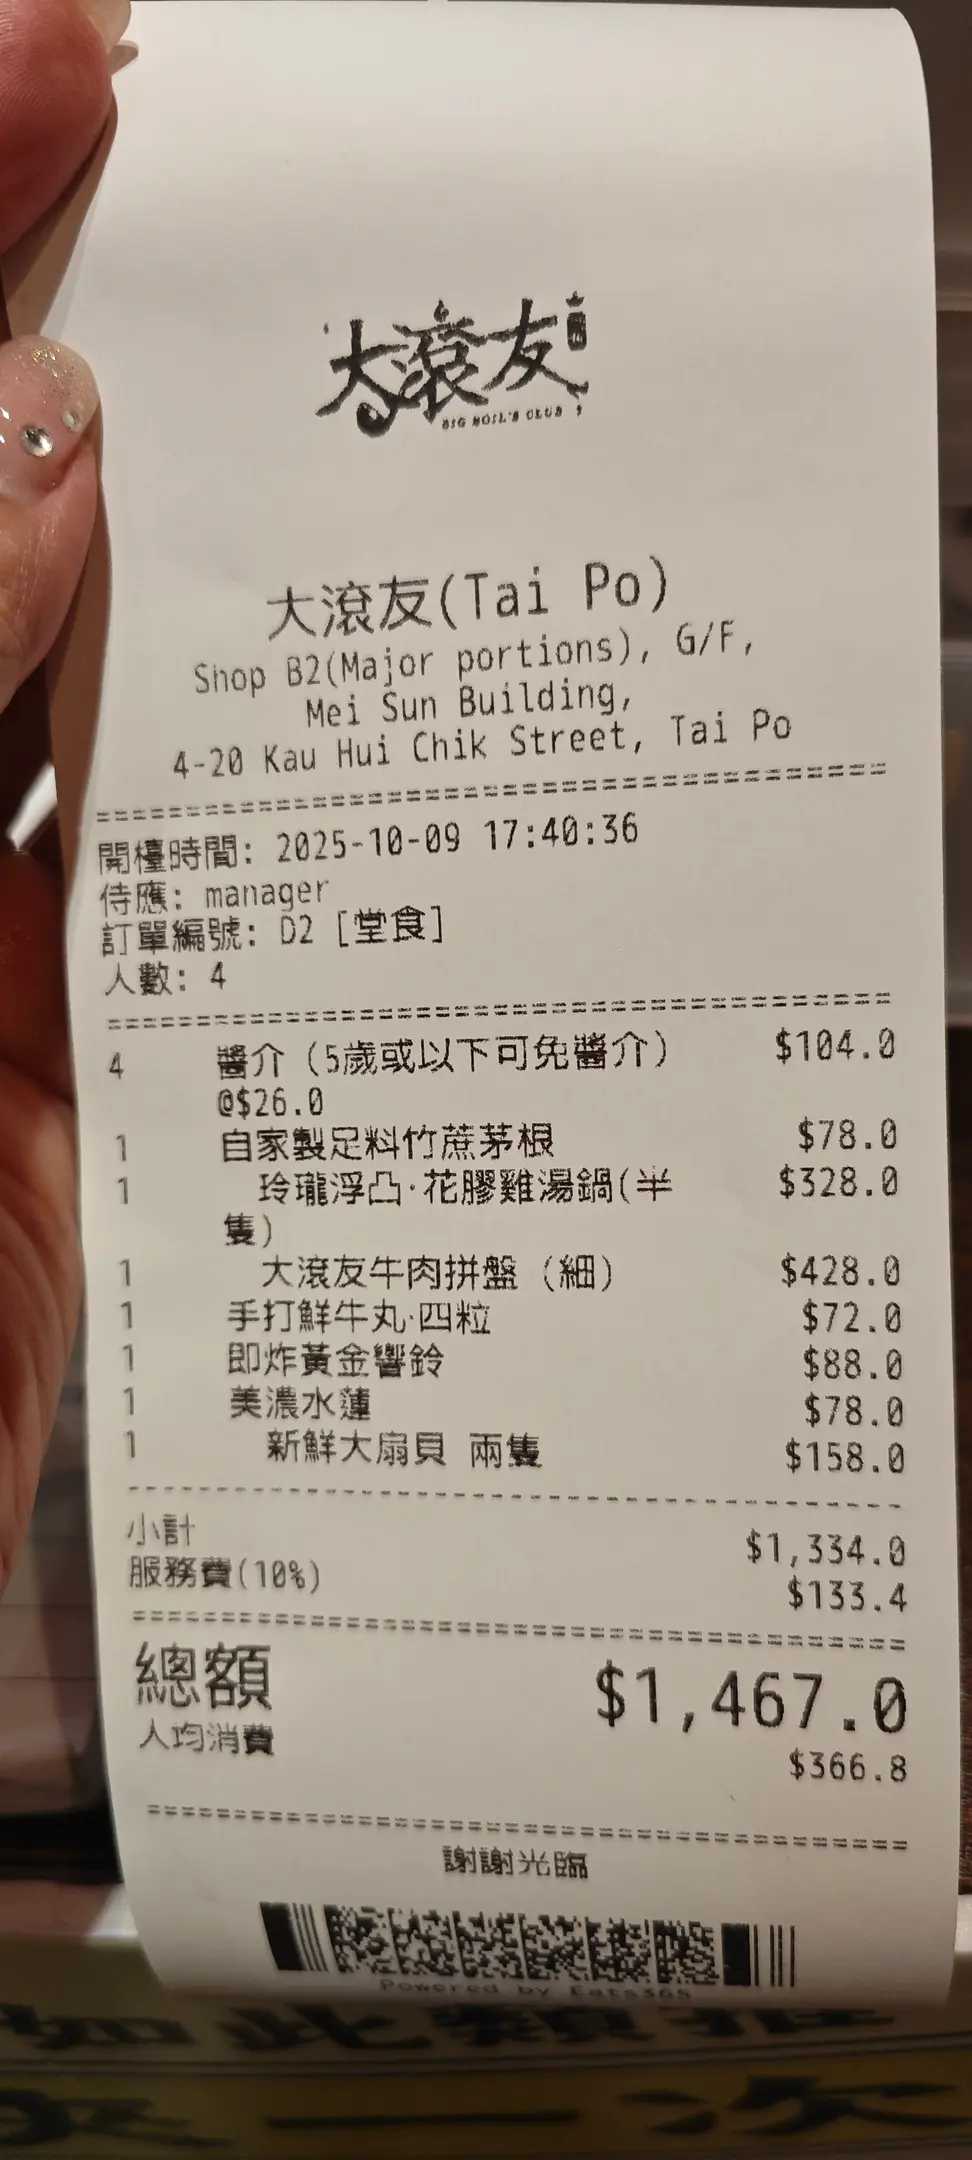 大滾友
BIG BOIL'S CLUB
大滾友(Tai Po)
Shop B2(Major portions), G/F,
Mei Sun Building,
4-20 Kau Hui Chik Street, Tai Po
開檯時間: 2025-10-09 17:40:36
侍應: manager
訂單編號: D2 [堂食]
人數: 4
4 醬介 (5歲或以下可免醬介) $104.0
@$26.0
1 自家製足料竹蔗茅根 $78.0
1 玲瓏浮凸·花膠雞湯鍋(半 $328.0
隻)
1 大滾友牛肉拼盤 (細) $428.0
1 手打鮮牛丸·四粒 $72.0
1 即炸黃金響鈴 $88.0
1 美濃水蓮 $78.0
1 新鮮大扇貝 兩隻 $158.0
小計 $1,334.0
服務費(10%) $133.4
總額 $1,467.0
人均消費 $366.8
謝謝光臨
Powered by Eats365
如此類推
一次